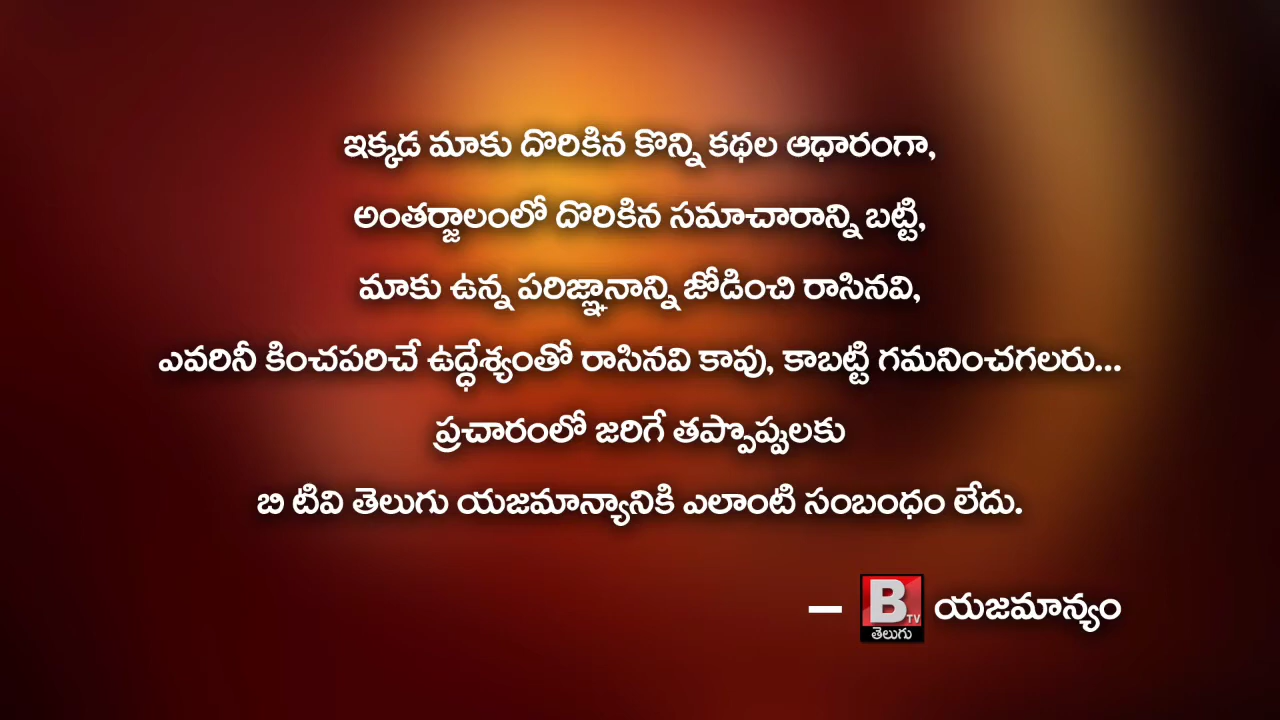 ఇక్కడ మాకు దొరికిన కొన్ని కథల ఆధారంగా,
అంతర్జాలంలో దొరికిన సమాచారాన్ని బట్టి,
మాకు ఉన్న పరిజ్ఞానాన్ని జోడించి రాసినవి,
ఎవరినీ కించపరిచే ఉద్ధేశ్యంతో రాసినవి కావు, కాబట్టి గమనించగలరు...
ప్రచారంలో జరిగే తప్పొప్పులకు
బి టివి తెలుగు యజమాన్యానికి ఎలాంటి సంబంధం లేదు.
– B TV తెలుగు యజమాన్యం